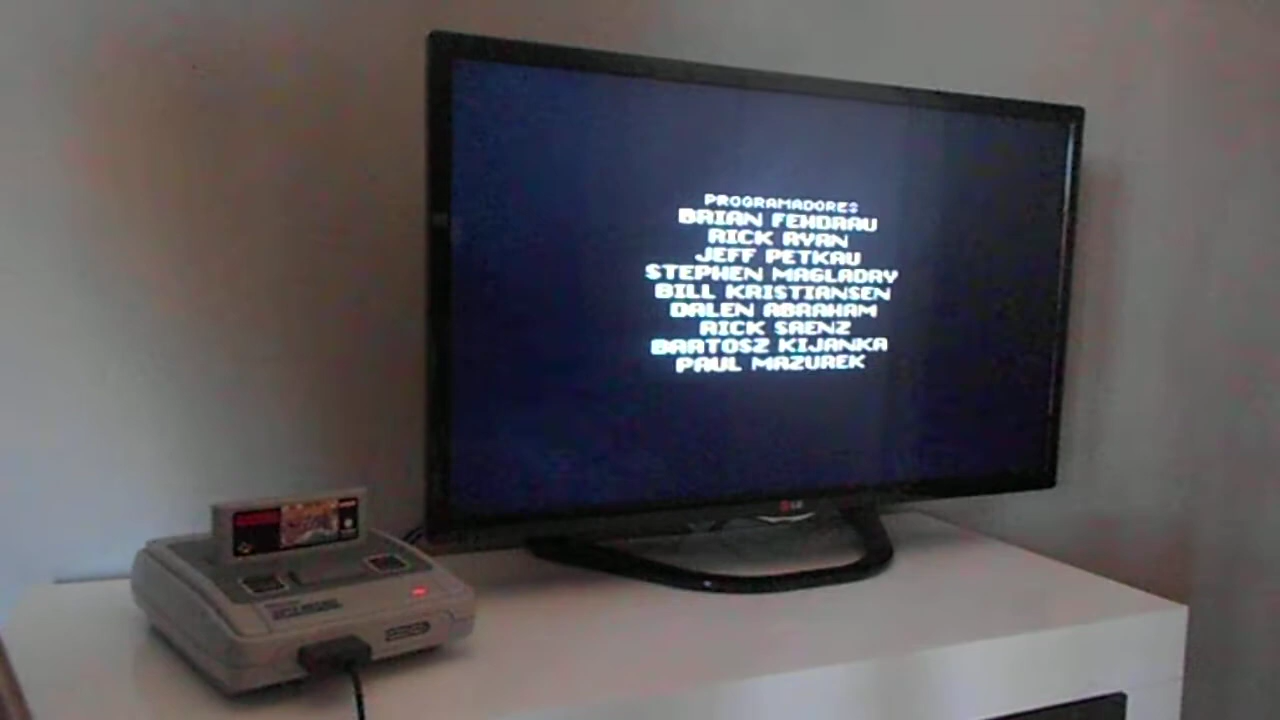 PROGRAMADORES
BRIAN FEHDRAU
RICK RYAN
JEFF PETKAU
STEPHEN MAGLADRY
BILL KRISTIANSEN
DALEN ABRAHAM
RICK SAENZ
BARTOSZ KIJANKA
PAUL MAZUREK
LG